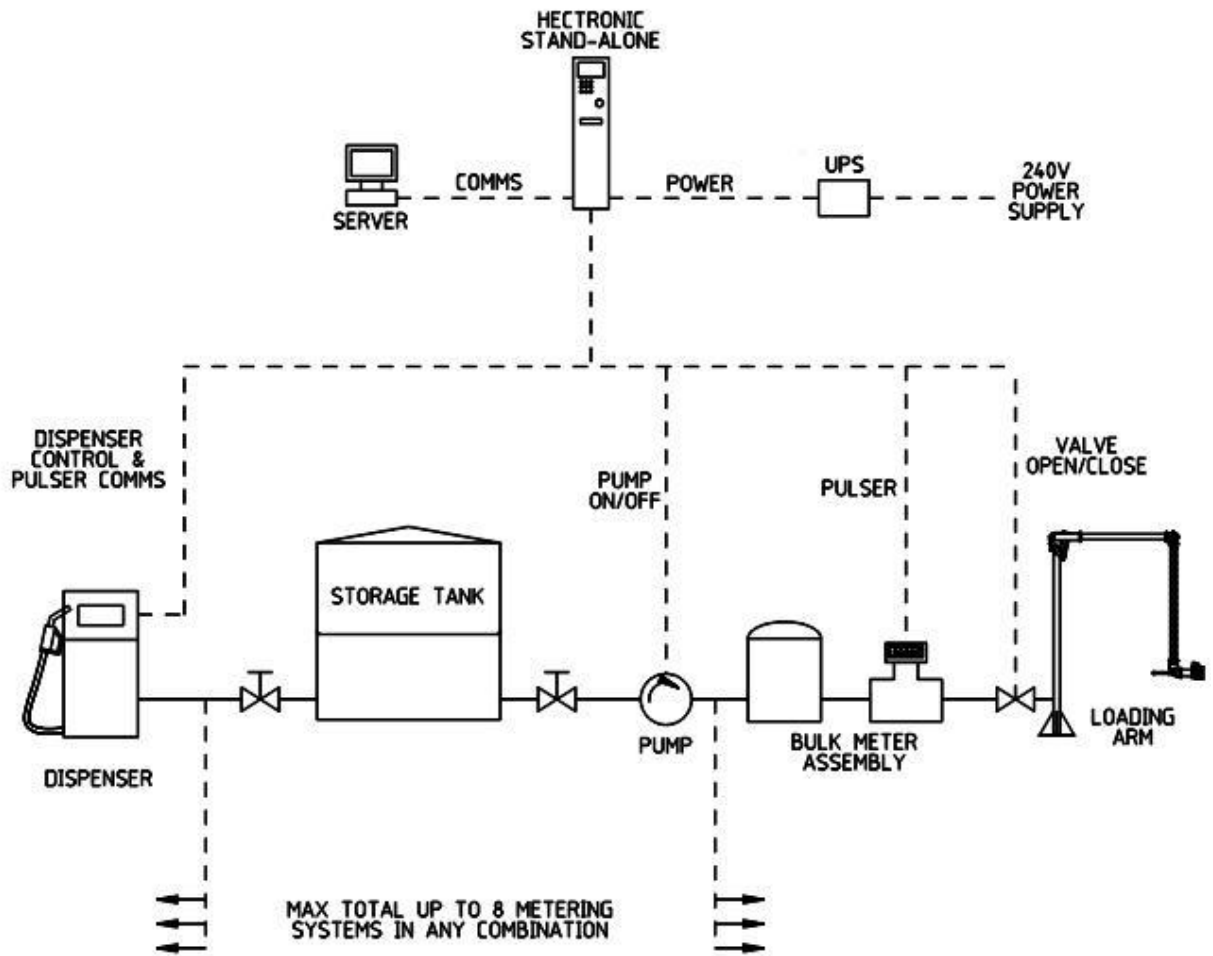 HECTRONIC
STAND-ALONE
COMMS
POWER
UPS
240V
POWER
SUPPLY
SERVER
DISPENSER
CONTROL &
PULSER COMMS
PUMP
ON/OFF
PULSER
VALVE
OPEN/CLOSE
STORAGE TANK
DISPENSER
PUMP
BULK METER
ASSEMBLY
LOADING
ARM
MAX TOTAL UP TO 8 METERING
SYSTEMS IN ANY COMBINATION